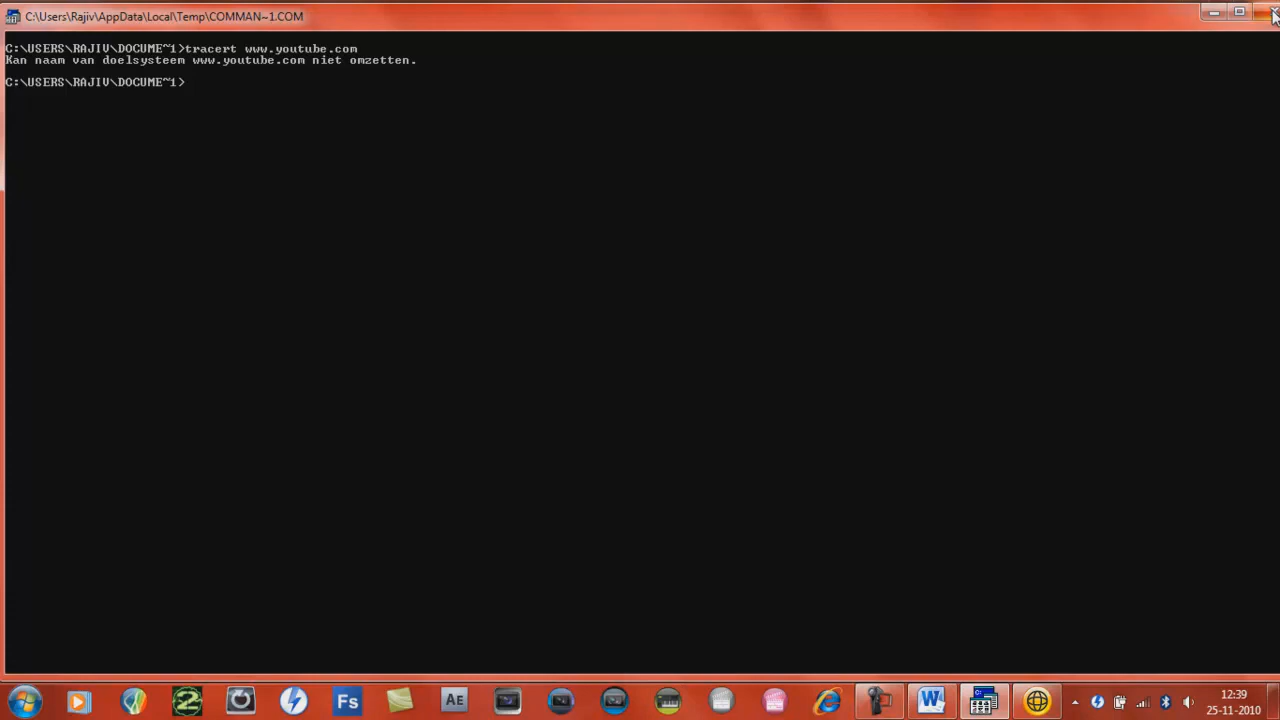 C:\Users\Rajiv\AppData\Local\Temp\COMMAN~1.COM
C:\USERS\RAJIV\DOCUME~1>tracert www.youtube.com
Kan naam van doelsysteem www.youtube.com niet omzetten.
C:\USERS\RAJIV\DOCUME~1>
2
Fs
Ae
W
C:\
12:39
25-11-2010